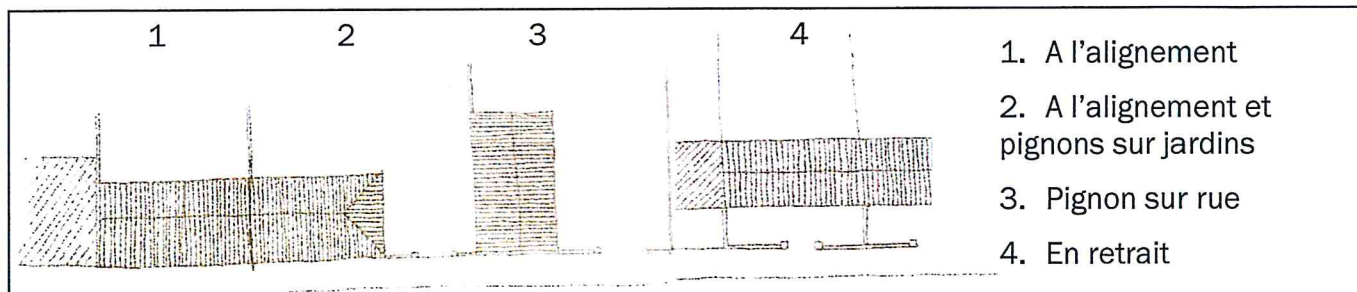 1 2 3 4
1. A l'alignement
2. A l'alignement et
pignons sur jardins
3. Pignon sur rue
4. En retrait